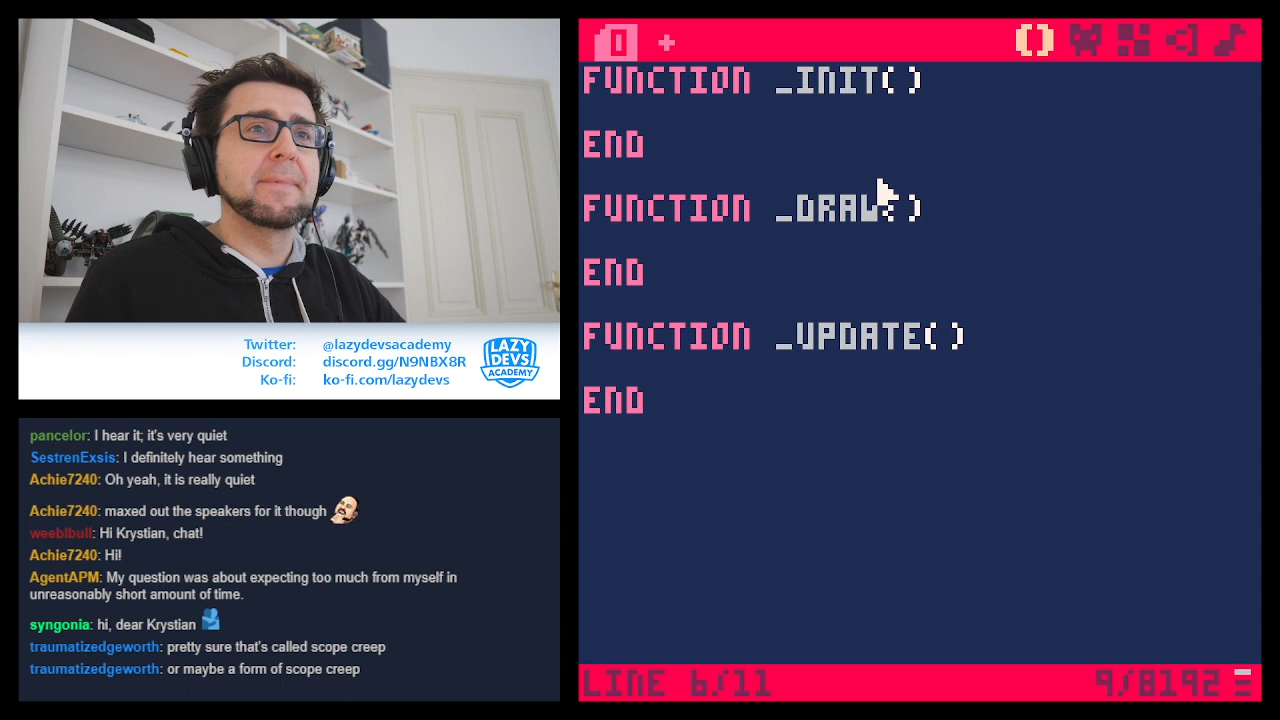 Twitter: @lazydevsacademy
Discord: discord.gg/N9NBX8R
Ko-fi: ko-fi.com/lazydevs
LAZY
DEVS
ACADEMY
pancelor: I hear it; it's very quiet
SestrenExsis: I definitely hear something
Achie7240: Oh yeah, it is really quiet
Achie7240: maxed out the speakers for it though
weeblbull: Hi Krystian, chat!
Achie7240: Hi!
AgentAPM: My question was about expecting too much from myself in
unreasonably short amount of time.
syngonia: hi, dear Krystian
traumatizedgeworth: pretty sure that's called scope creep
traumatizedgeworth: or maybe a form of scope creep
0 +
FUNCTION _INIT()
END
FUNCTION _DRAW()
END
FUNCTION _UPDATE()
END
LINE 6/11
9/8192